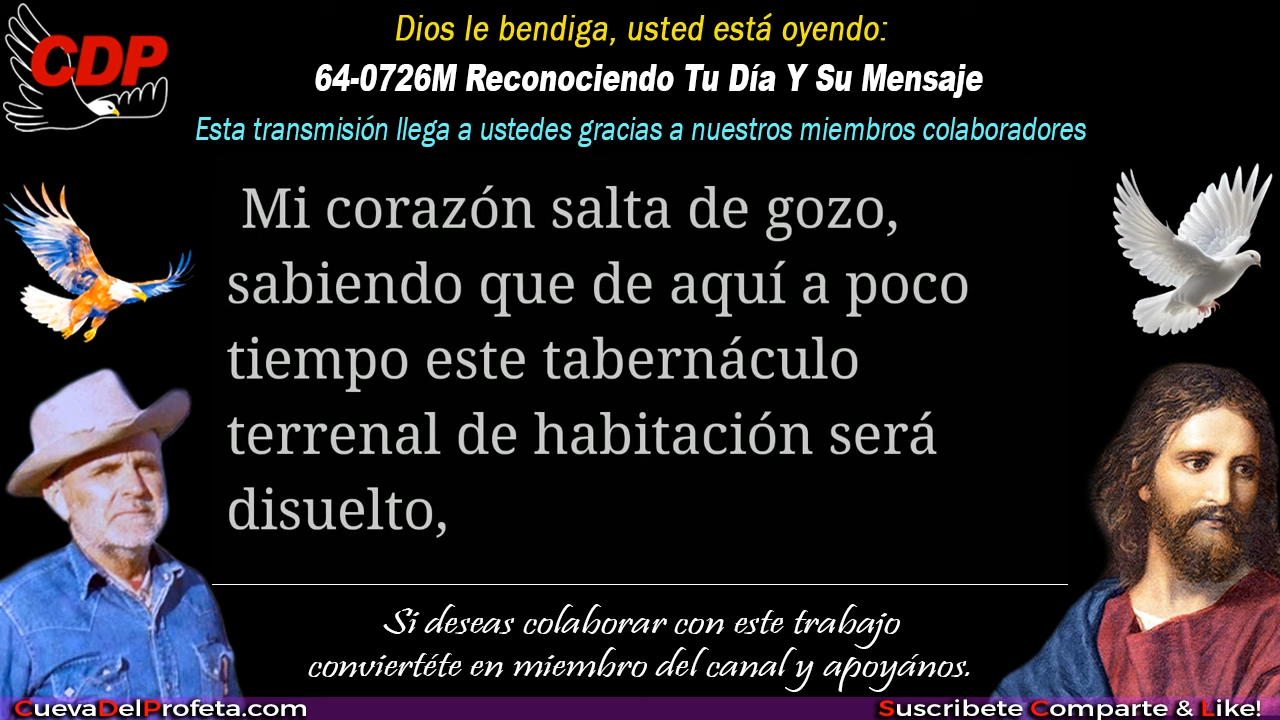 CDP
Dios le bendiga, usted está oyendo:
64-0726M Reconociendo Tu Día Y Su Mensaje
Esta transmisión llega a ustedes gracias a nuestros miembros colaboradores
Mi corazón salta de gozo,
sabiendo que de aquí a poco
tiempo este tabernáculo
terrenal de habitación será
disuelto,
Si deseas colaborar con este trabajo
conviertéte en miembro del canal y apoyános.
CuevaDelProfeta.com
Suscribete Comparte & Like!